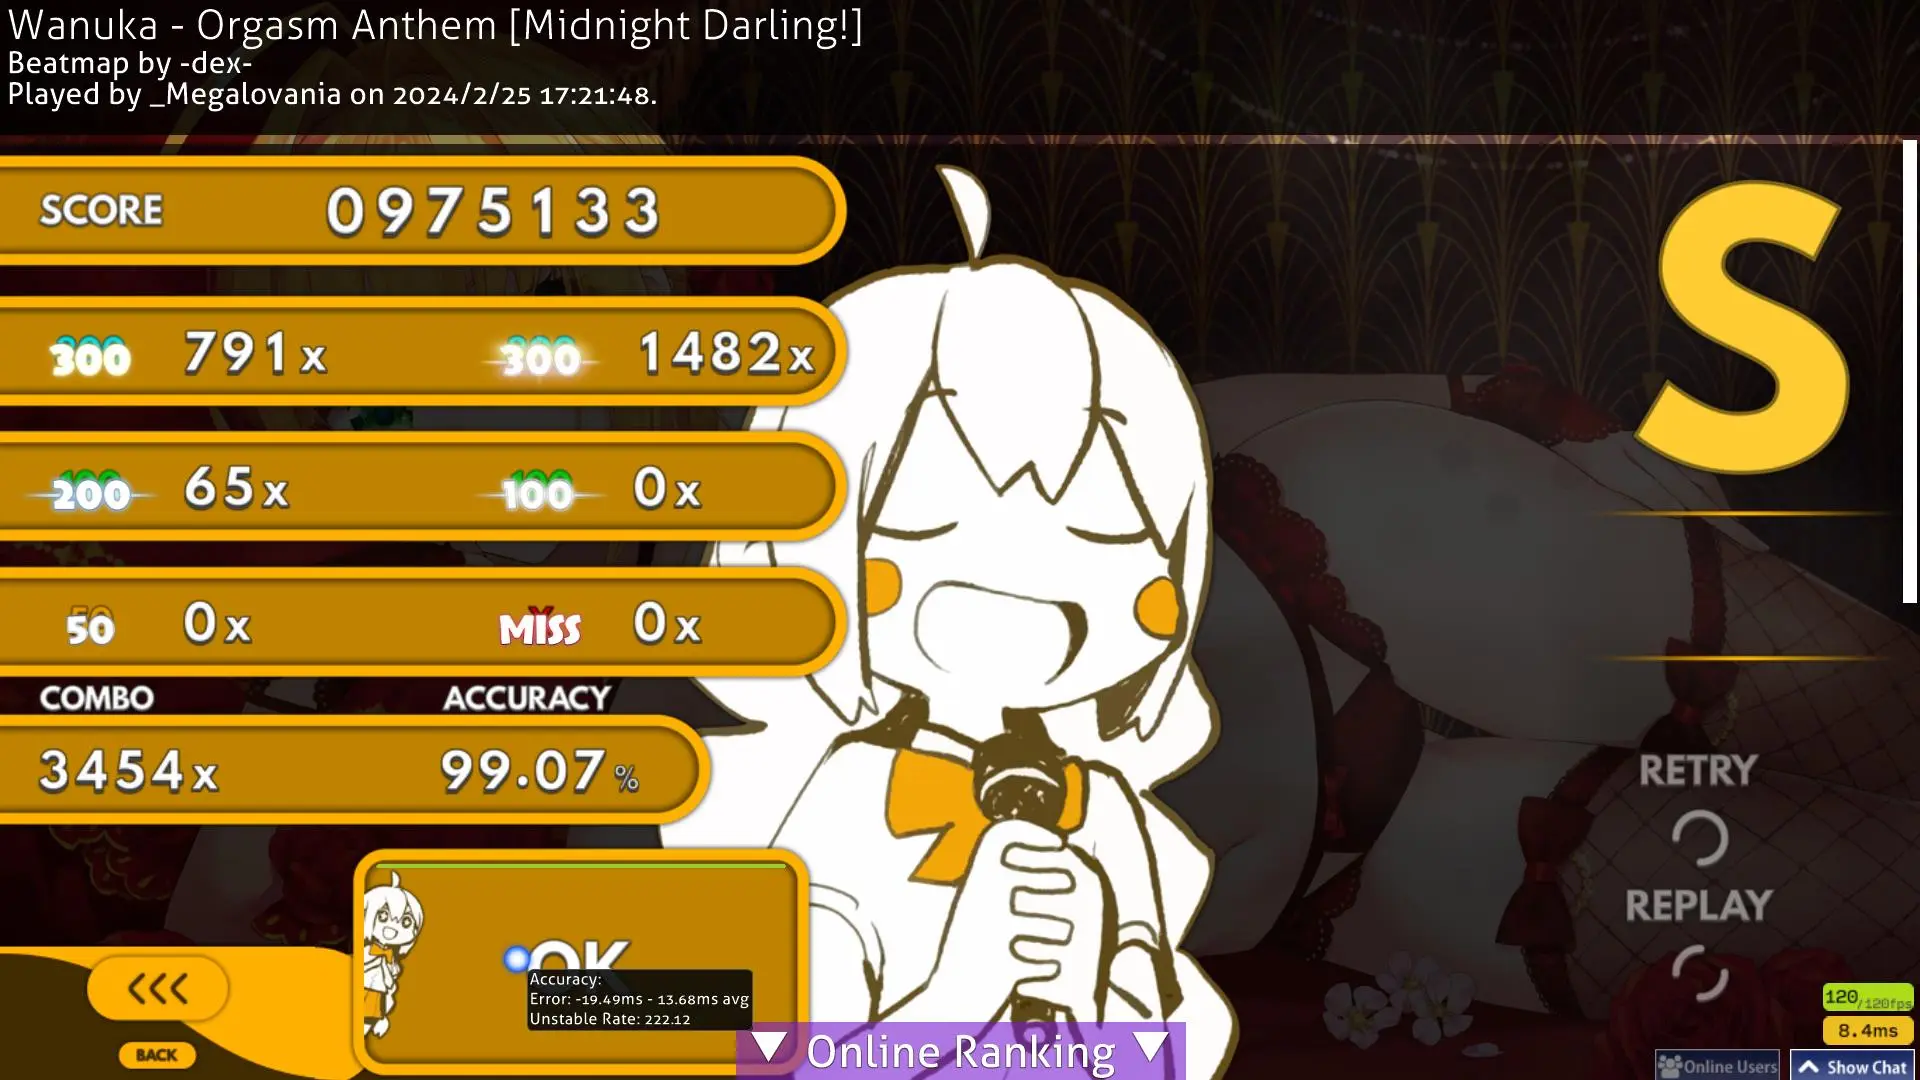 Wanuka - Orgasm Anthem [Midnight Darling!]
Beatmap by -dex-
Played by _Megalovania on 2024/2/25 17:21:48.
SCORE 0975133
300 791x 300 1482x
200 65x 100 0x
50 0x MISS 0x
COMBO ACCURACY
3454x 99.07%
S
RETRY
REPLAY
OK
Accuracy:
Error: -19.49ms - 13.68ms avg
Unstable Rate: 222.12
<<<
BACK
▼ Online Ranking ▼
120/120fps
8.4ms
Online Users
Show Chat